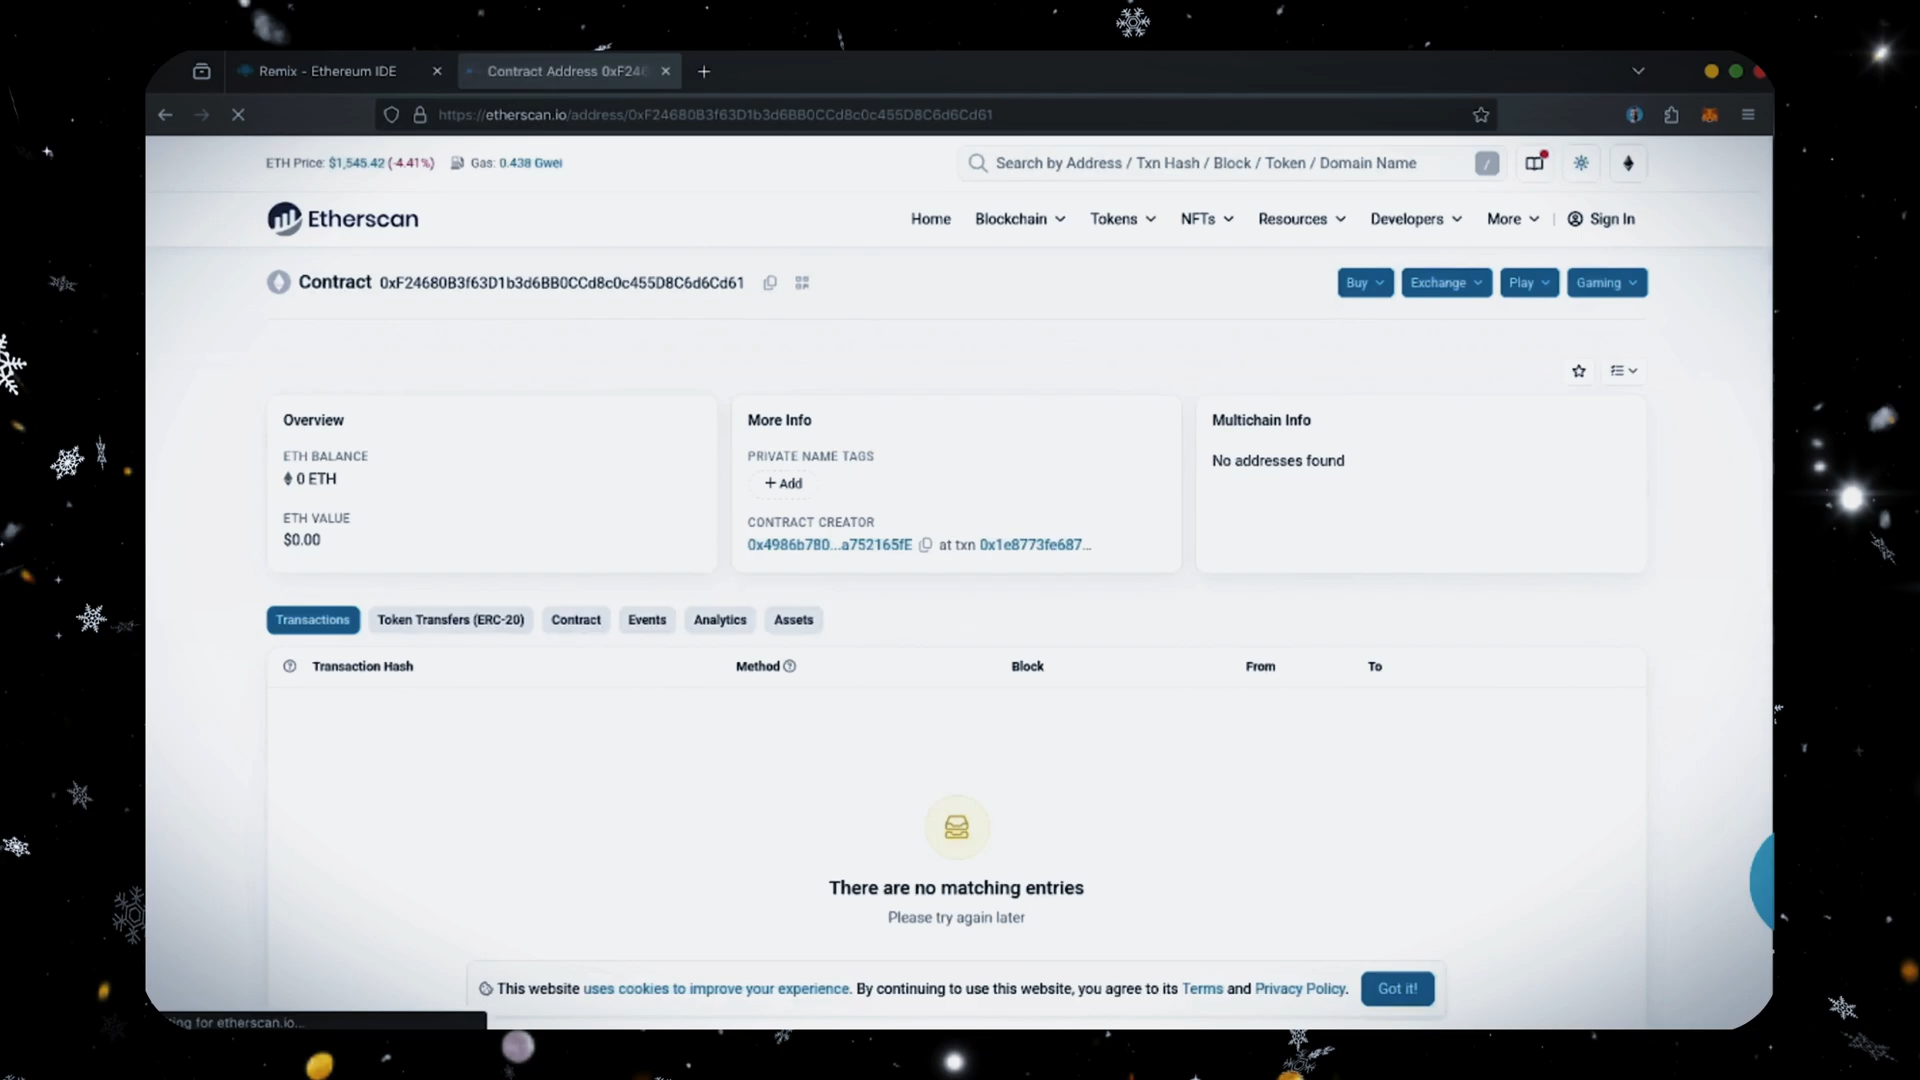 Remix - Ethereum IDE
Contract Address 0xF246
https://etherscan.io/address/0xF24680B3f63D1b3d6BB0CCd8c0c455D8C6d6Cd61
ETH Price: $1,545.42 (-4.41%) Gas: 0.438 Gwei
Search by Address / Txn Hash / Block / Token / Domain Name /
Etherscan
Home Blockchain Tokens NFTs Resources Developers More | Sign In
Contract 0xF24680B3f63D1b3d6BB0CCd8c0c455D8C6d6Cd61
Buy Exchange Play Gaming
Overview
ETH BALANCE
0 ETH
ETH VALUE
$0.00
More Info
PRIVATE NAME TAGS
+ Add
CONTRACT CREATOR
0x4986b780...a752165fE at txn 0x1e8773fe687...
Multichain Info
No addresses found
Transactions Token Transfers (ERC-20) Contract Events Analytics Assets
Transaction Hash Method Block From To
There are no matching entries
Please try again later
This website uses cookies to improve your experience. By continuing to use this website, you agree to its Terms and Privacy Policy. Got it!
for etherscan.io...